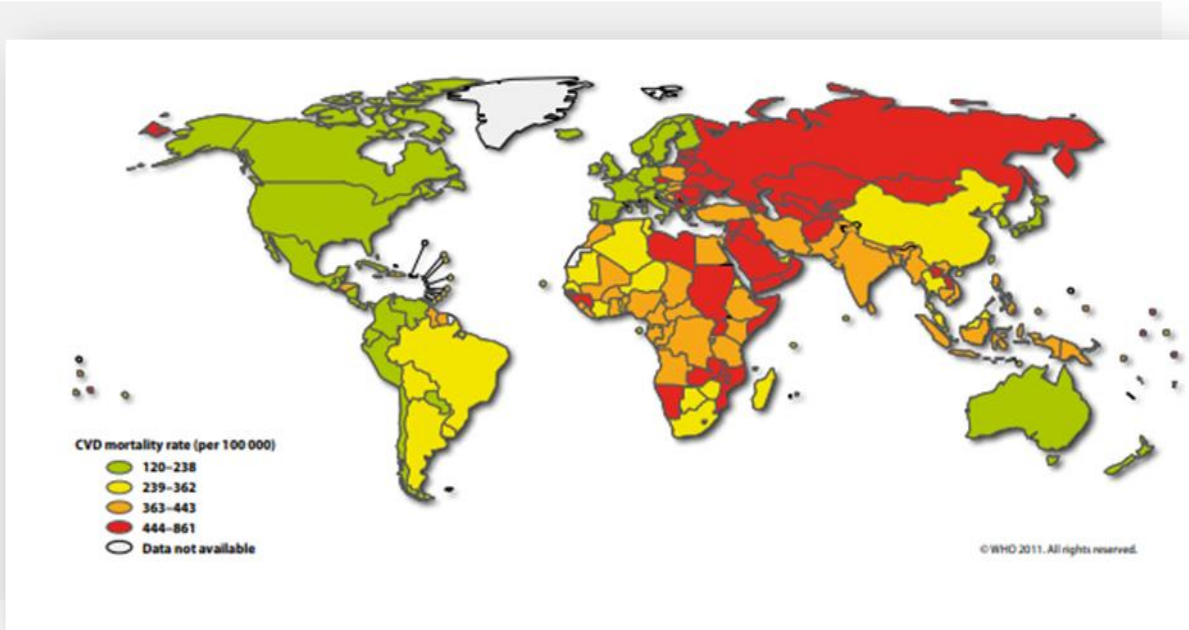 CVD mortality rate (per 100 000)
120–238
239–362
363–443
444–861
Data not available
© WHO 2011. All rights reserved.